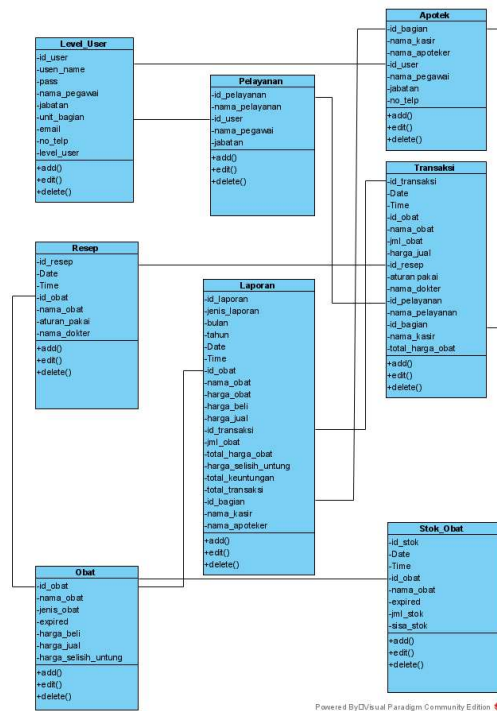 Level_User
-id_user
-usen_name
-pass
-nama_pegawai
-jabatan
-unit_bagian
-email
-no_telp
-level_user
+add()
+edit()
+delete()
Pelayanan
-id_pelayanan
-nama_pelayanan
-id_user
-nama_pegawai
-jabatan
+add()
+edit()
+delete()
Apotek
-id_bagian
-nama_kasir
-nama_apoteker
-id_user
-nama_pegawai
-jabatan
-no_telp
+add()
+edit()
+delete()
Transaksi
-id_transaksi
-Date
-Time
-id_obat
-nama_obat
-jml_obat
-harga_jual
-id_resep
-aturan pakai
-nama_dokter
-id_pelayanan
-nama_pelayanan
-id_bagian
-nama_kasir
-total_harga_obat
+add()
+edit()
+delete()
Resep
-id_resep
-Date
-Time
-id_obat
-nama_obat
-aturan_pakai
-nama_dokter
+add()
+edit()
+delete()
Laporan
-id_laporan
-jenis_laporan
-bulan
-tahun
-Date
-Time
-id_obat
-nama_obat
-harga_obat
-harga_beli
-harga_jual
-id_transaksi
-jml_obat
-total_harga_obat
-harga_selisih_untung
-total_keuntungan
-total_transaksi
-id_bagian
-nama_kasir
-nama_apoteker
+add()
+edit()
+delete()
Obat
-id_obat
-nama_obat
-jenis_obat
-expired
-harga_beli
-harga_jual
-harga_selisih_untung
+add()
+edit()
+delete()
Stok_Obat
-id_stok
-Date
-Time
-id_obat
-nama_obat
-expired
-jml_stok
-sisa_stok
+add()
+edit()
+delete()
Powered By Visual Paradigm Community Edition